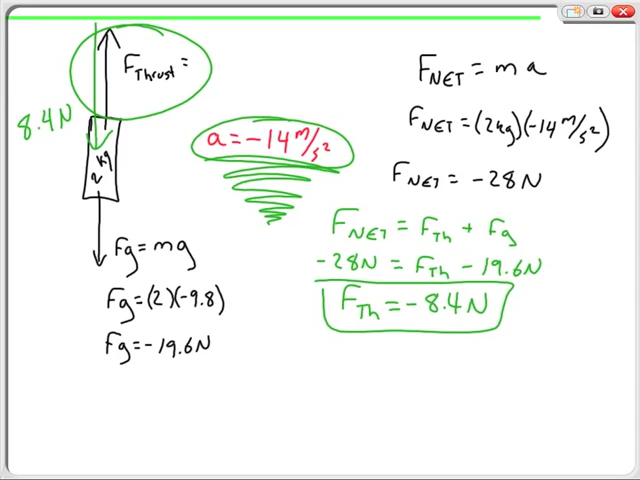 F_Thrust =
8.4N
2 kg
Fg = mg
Fg = (2)(-9.8)
Fg = -19.6N
a = -14 m/s²
F_NET = m a
F_NET = (2kg)(-14 m/s²)
F_NET = -28 N
F_NET = F_Th + Fg
-28N = F_Th - 19.6N
F_Th = -8.4N